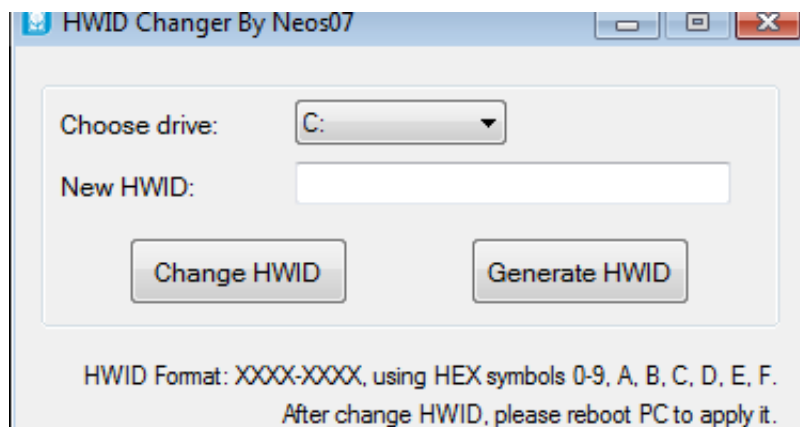 HWID Changer By Neos07
Choose drive:
C:
New HWID:
Change HWID
Generate HWID
HWID Format: XXXX-XXXX, using HEX symbols 0-9, A, B, C, D, E, F.
After change HWID, please reboot PC to apply it.